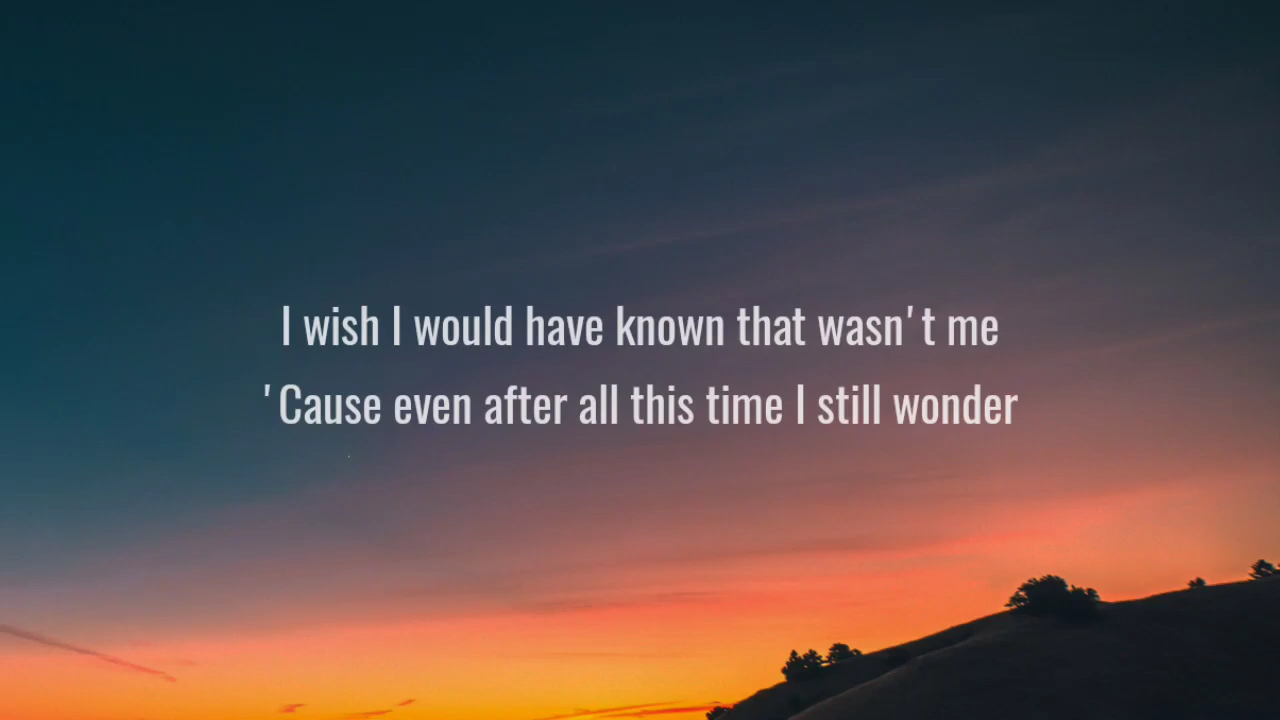 I wish I would have known that wasn't me
'Cause even after all this time I still wonder